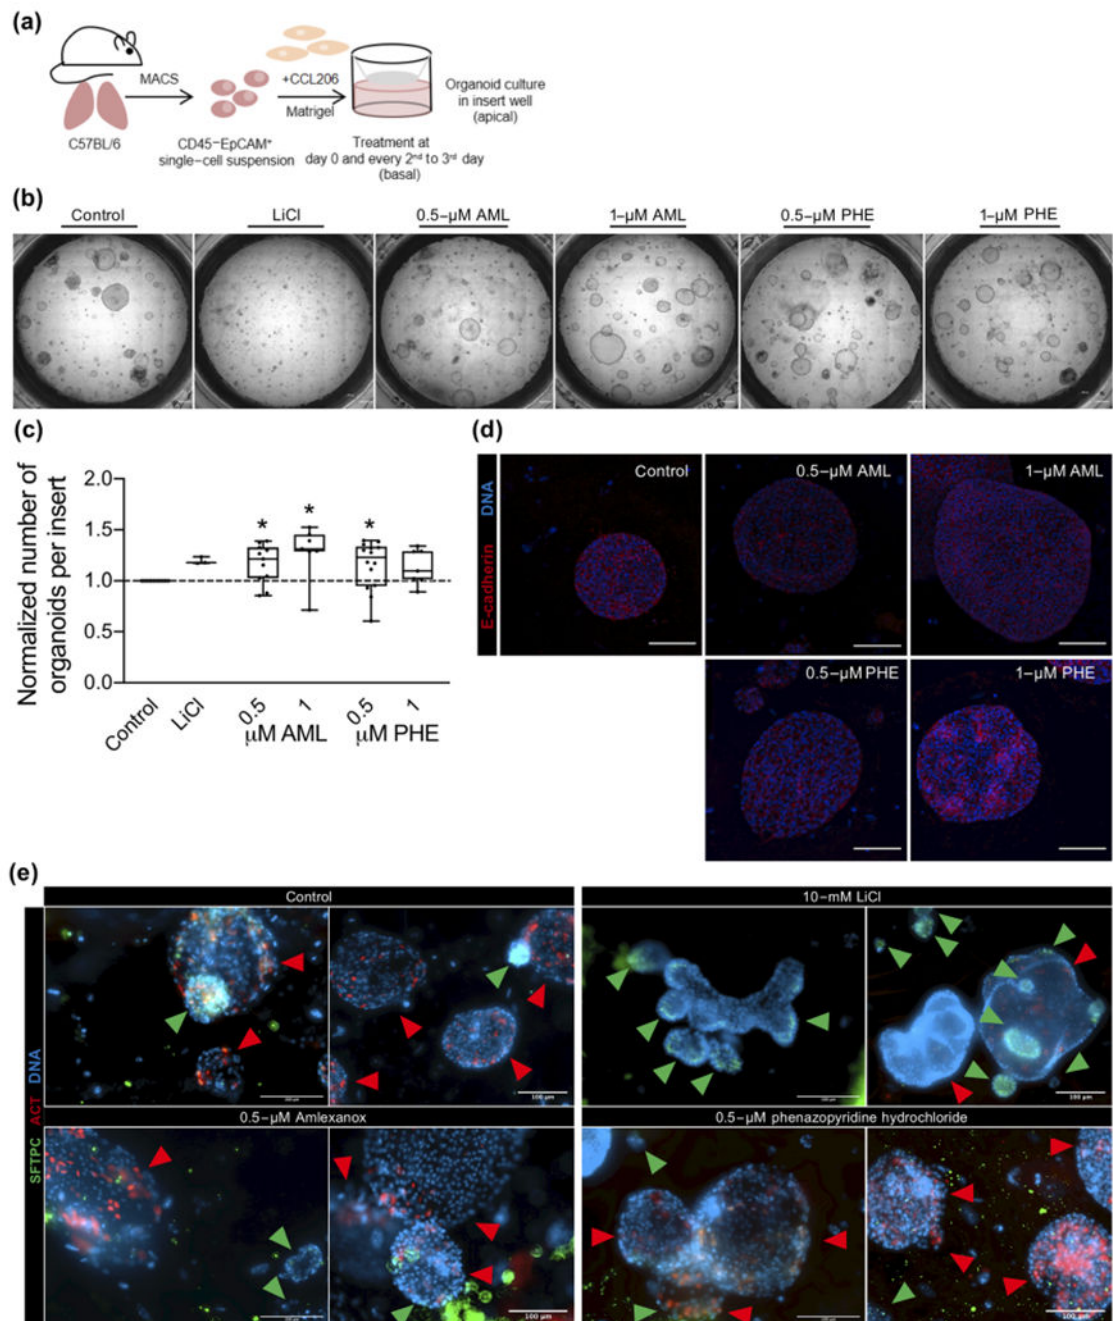 (a)
MACS
+CCL206
Matrigel
C57BL/6
CD45−EpCAM⁺
single−cell suspension
Treatment at
day 0 and every 2ⁿᵈ to 3ʳᵈ day
(basal)
Organoid culture
in insert well
(apical)
(b)
Control
LiCl
0.5−µM AML
1−µM AML
0.5−µM PHE
1−µM PHE
(c)
Normalized number of
organoids per insert
2.0
1.5
1.0
0.5
0.0
* * *
Control
LiCl
0.5
1
µM AML
0.5
1
µM PHE
(d)
E-cadherin DNA
Control
0.5−µM AML
1−µM AML
0.5−µM PHE
1−µM PHE
(e)
SFTPC ACT DNA
Control
10−mM LiCl
100 µm
100 µm
0.5−µM Amlexanox
0.5−µM phenazopyridine hydrochloride
100 µm
100 µm